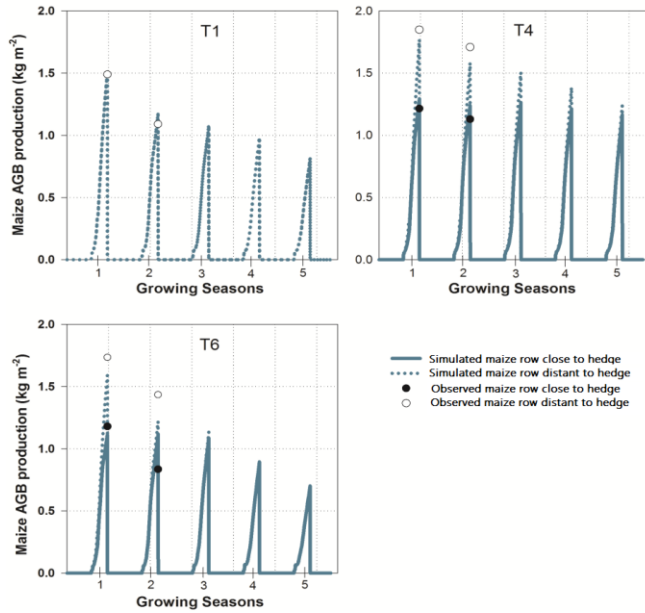 T1
Maize AGB production (kg m⁻²)
2.0
1.5
1.0
0.5
0.0
1 2 3 4 5
Growing Seasons
T4
2.0
1.5
1.0
0.5
0.0
1 2 3 4 5
Growing Seasons
T6
Maize AGB production (kg m⁻²)
2.0
1.5
1.0
0.5
0.0
1 2 3 4 5
Growing Seasons
Simulated maize row close to hedge
Simulated maize row distant to hedge
Observed maize row close to hedge
Observed maize row distant to hedge